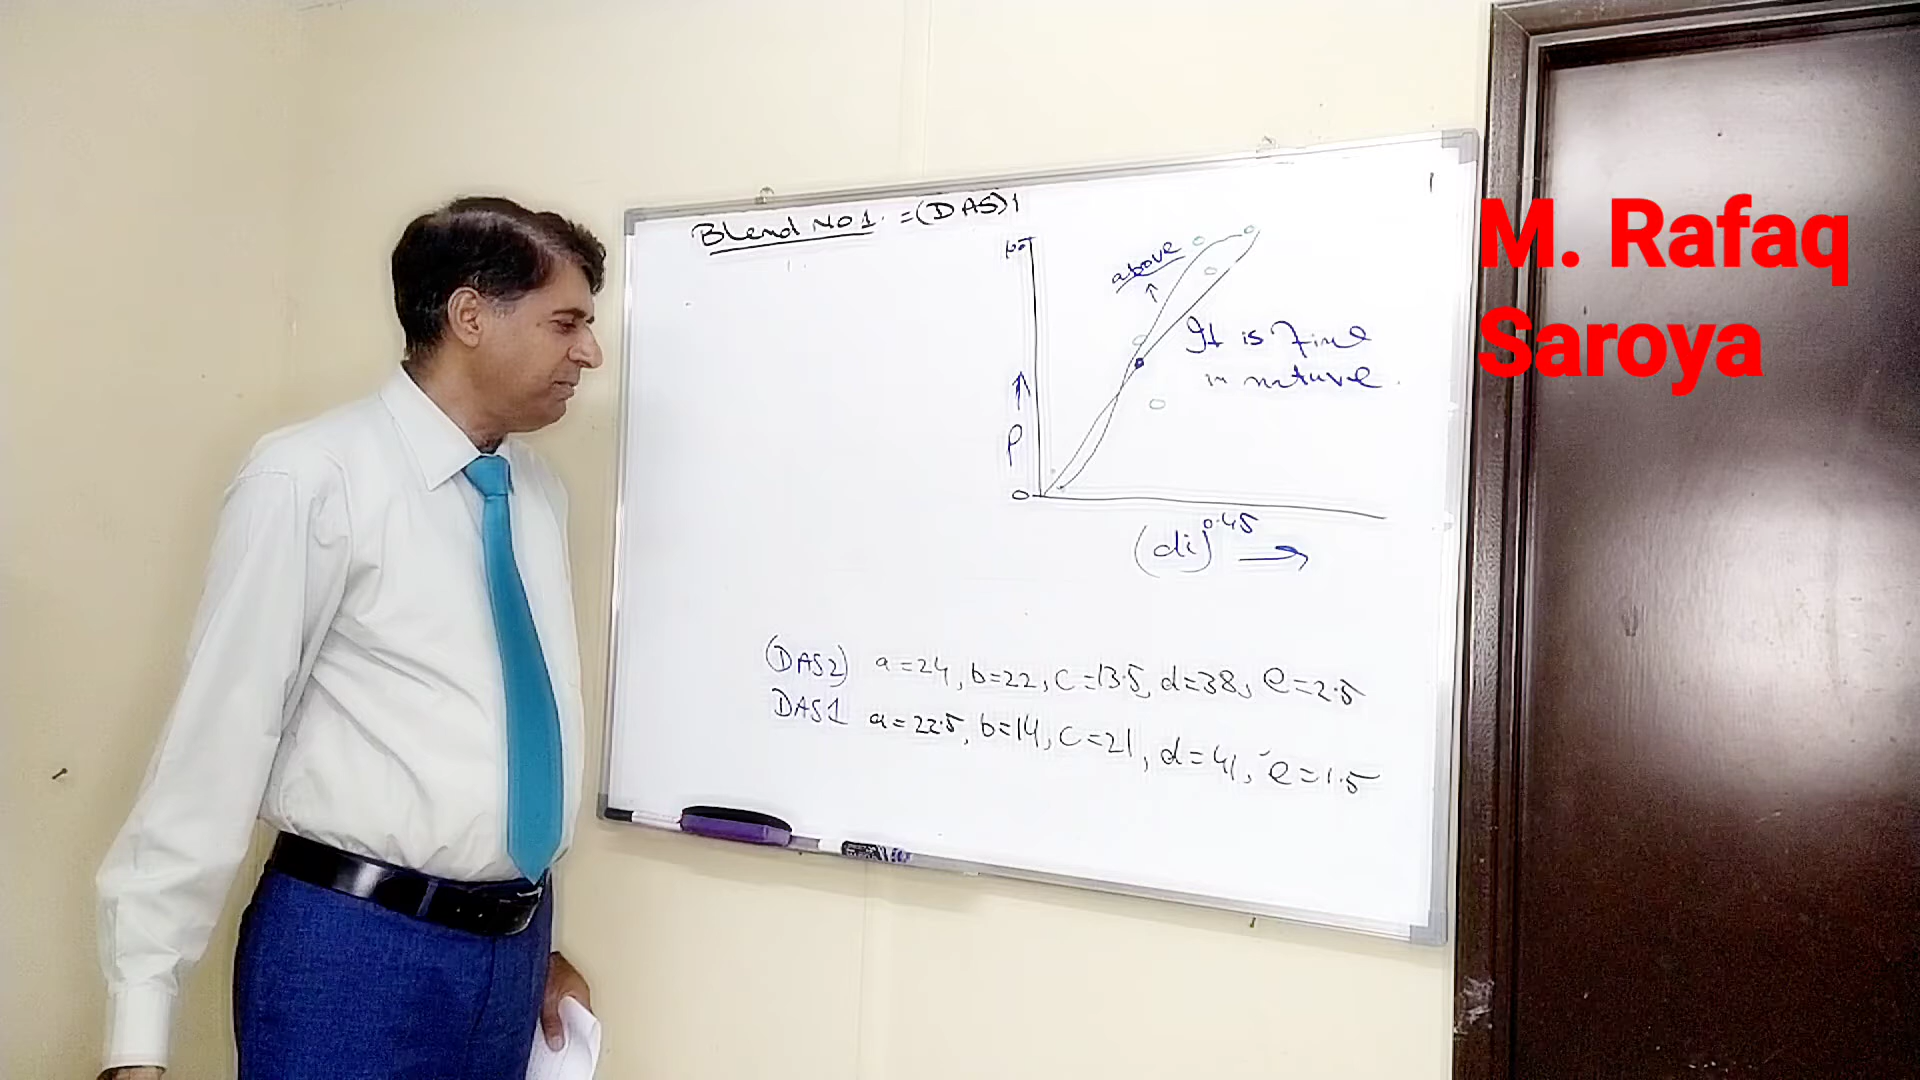 Blend No 1. = (DAS)1
1
100
above
↑
It is fine
in nature.
↑
P
0
(di)^0.45 →
(DAS2) a=24, b=22, c=13.5, d=38, e=2.5
DAS1 a=22.5, b=14, c=21, d=41, e=1.5
M. Rafaq
Saroya